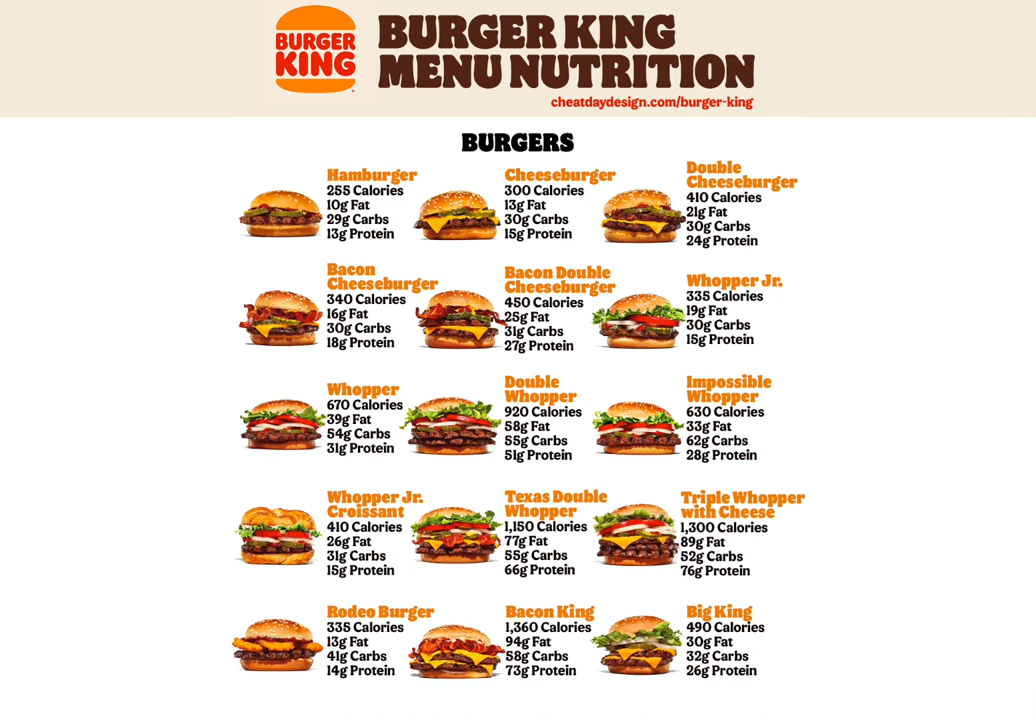 BURGER
KING
BURGER KING
MENU NUTRITION
cheatdaydesign.com/burger-king
BURGERS
Hamburger
255 Calories
10g Fat
29g Carbs
13g Protein
Cheeseburger
300 Calories
13g Fat
30g Carbs
15g Protein
Double
Cheeseburger
410 Calories
21g Fat
30g Carbs
24g Protein
Bacon
Cheeseburger
340 Calories
16g Fat
30g Carbs
18g Protein
Bacon Double
Cheeseburger
450 Calories
25g Fat
31g Carbs
27g Protein
Whopper Jr.
335 Calories
19g Fat
30g Carbs
15g Protein
Whopper
670 Calories
39g Fat
54g Carbs
31g Protein
Double
Whopper
920 Calories
58g Fat
55g Carbs
51g Protein
Impossible
Whopper
630 Calories
33g Fat
62g Carbs
28g Protein
Whopper Jr.
Croissant
410 Calories
26g Fat
31g Carbs
15g Protein
Texas Double
Whopper
1,150 Calories
77g Fat
55g Carbs
66g Protein
Triple Whopper
with Cheese
1,300 Calories
89g Fat
52g Carbs
76g Protein
Rodeo Burger
335 Calories
13g Fat
41g Carbs
14g Protein
Bacon King
1,360 Calories
94g Fat
58g Carbs
73g Protein
Big King
490 Calories
30g Fat
32g Carbs
26g Protein